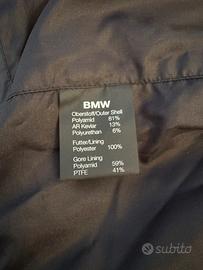 BMW
Oberstoff/Outer Shell
Polyamid 81%
AR Kevlar 13%
Polyurethan 6%
Futter/Lining
Polyester 100%
Gore Lining
Polyamid 59%
PTFE 41%
subito